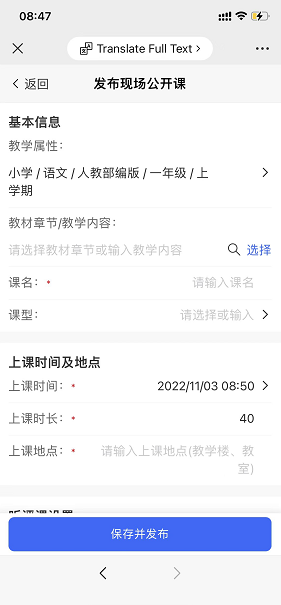 08:47
Translate Full Text
返回
发布现场公开课
基本信息
教学属性：
小学 / 语文 / 人教部编版 / 一年级 / 上
学期
教材章节/教学内容：
请选择教材章节或输入教学内容 选择
课名： * 请输入课名
课型： 请选择或输入
上课时间及地点
上课时间： * 2022/11/03 08:50
上课时长： * 40
上课地点： * 请输入上课地点(教学楼、教
室)
听评课设置
保存并发布